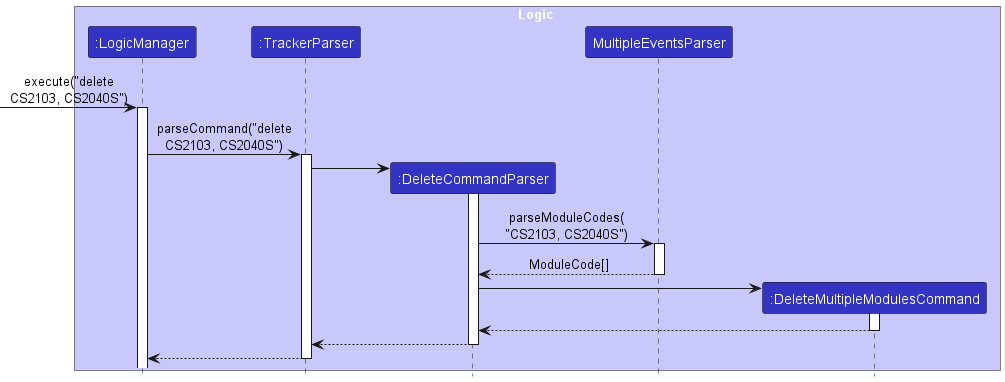 Logic
:LogicManager
:TrackerParser
MultipleEventsParser
execute("delete
CS2103, CS2040S")
parseCommand("delete
CS2103, CS2040S")
:DeleteCommandParser
parseModuleCodes(
"CS2103, CS2040S")
ModuleCode[]
:DeleteMultipleModulesCommand